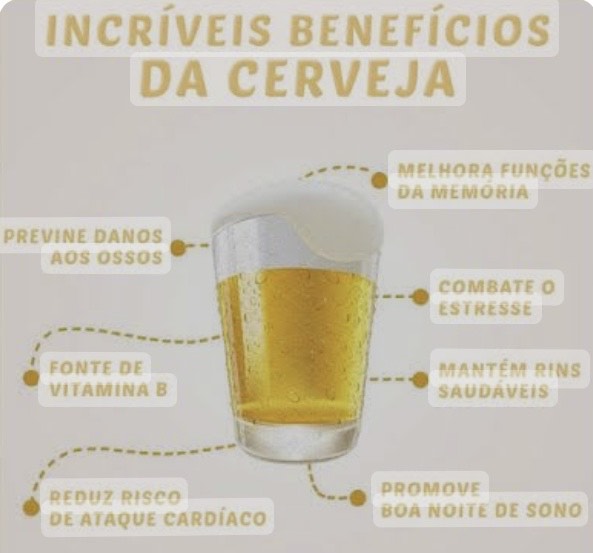 INCRÍVEIS BENEFÍCIOS
DA CERVEJA
MELHORA FUNÇÕES
DA MEMÓRIA
PREVINE DANOS
AOS OSSOS
COMBATE O
ESTRESSE
FONTE DE
VITAMINA B
MANTÉM RINS
SAUDÁVEIS
REDUZ RISCO
DE ATAQUE CARDÍACO
PROMOVE
BOA NOITE DE SONO